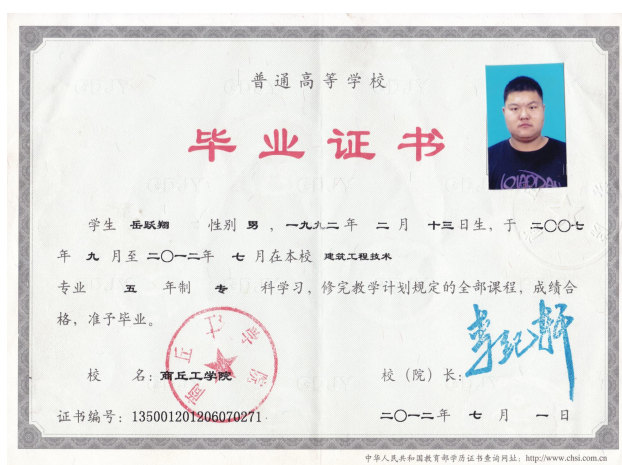 普通高等学校
毕业证书
学生 岳跃翔 性别 男 ，一九九二年 二 月 十三日生，于 二〇〇七
年 九 月至二〇一二年 七 月在本校 建筑工程技术
专业 五 年制 专 科学习，修完教学计划规定的全部课程，成绩合
格，准予毕业。
校 名：商丘工学院
校（院）长：
证书编号：135001201206070271
二〇一二年 七 月 一 日
中华人民共和国教育部学历证书查询网址：http://www.chsi.com.cn